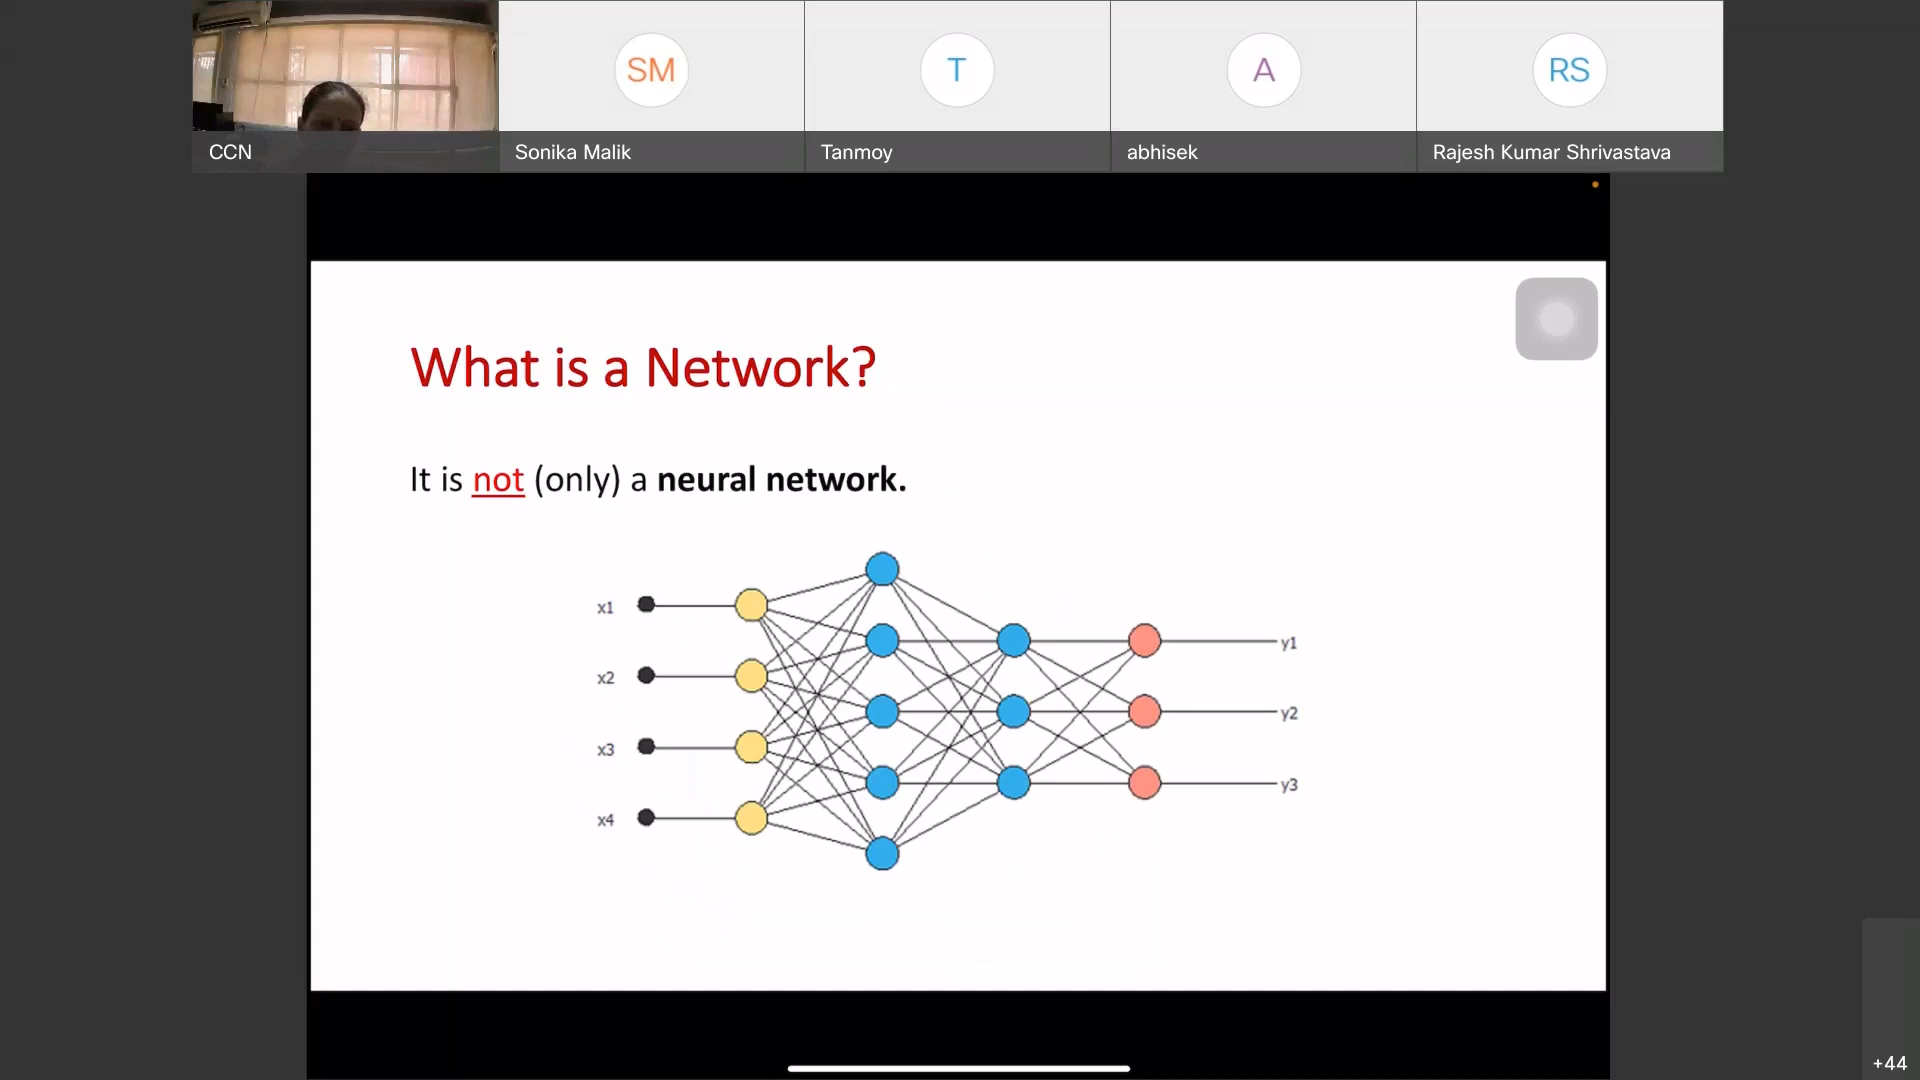 SM
T
A
RS
CCN
Sonika Malik
Tanmoy
abhisek
Rajesh Kumar Shrivastava
What is a Network?
It is not (only) a neural network.
x1
y1
x2
y2
x3
y3
x4
+44